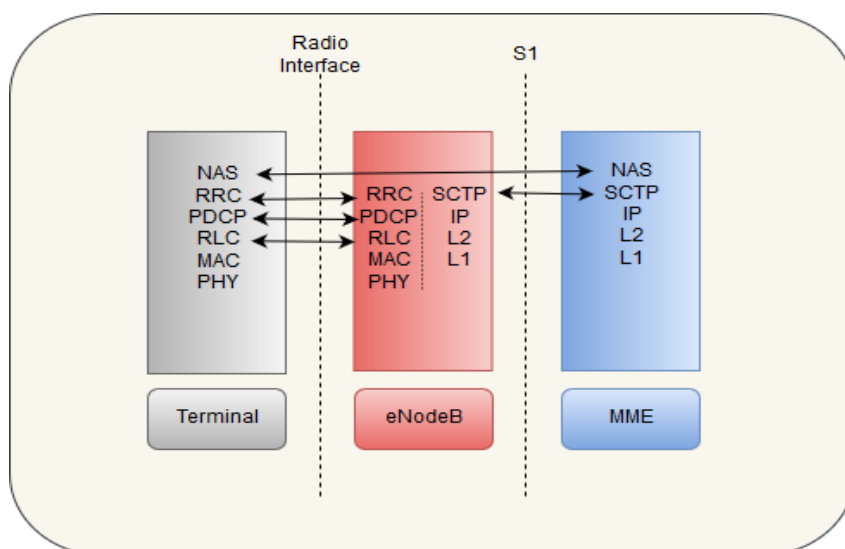 Radio
Interface
S1
NAS
RRC
PDCP
RLC
MAC
PHY
RRC
PDCP
RLC
MAC
PHY
SCTP
IP
L2
L1
NAS
SCTP
IP
L2
L1
Terminal
eNodeB
MME